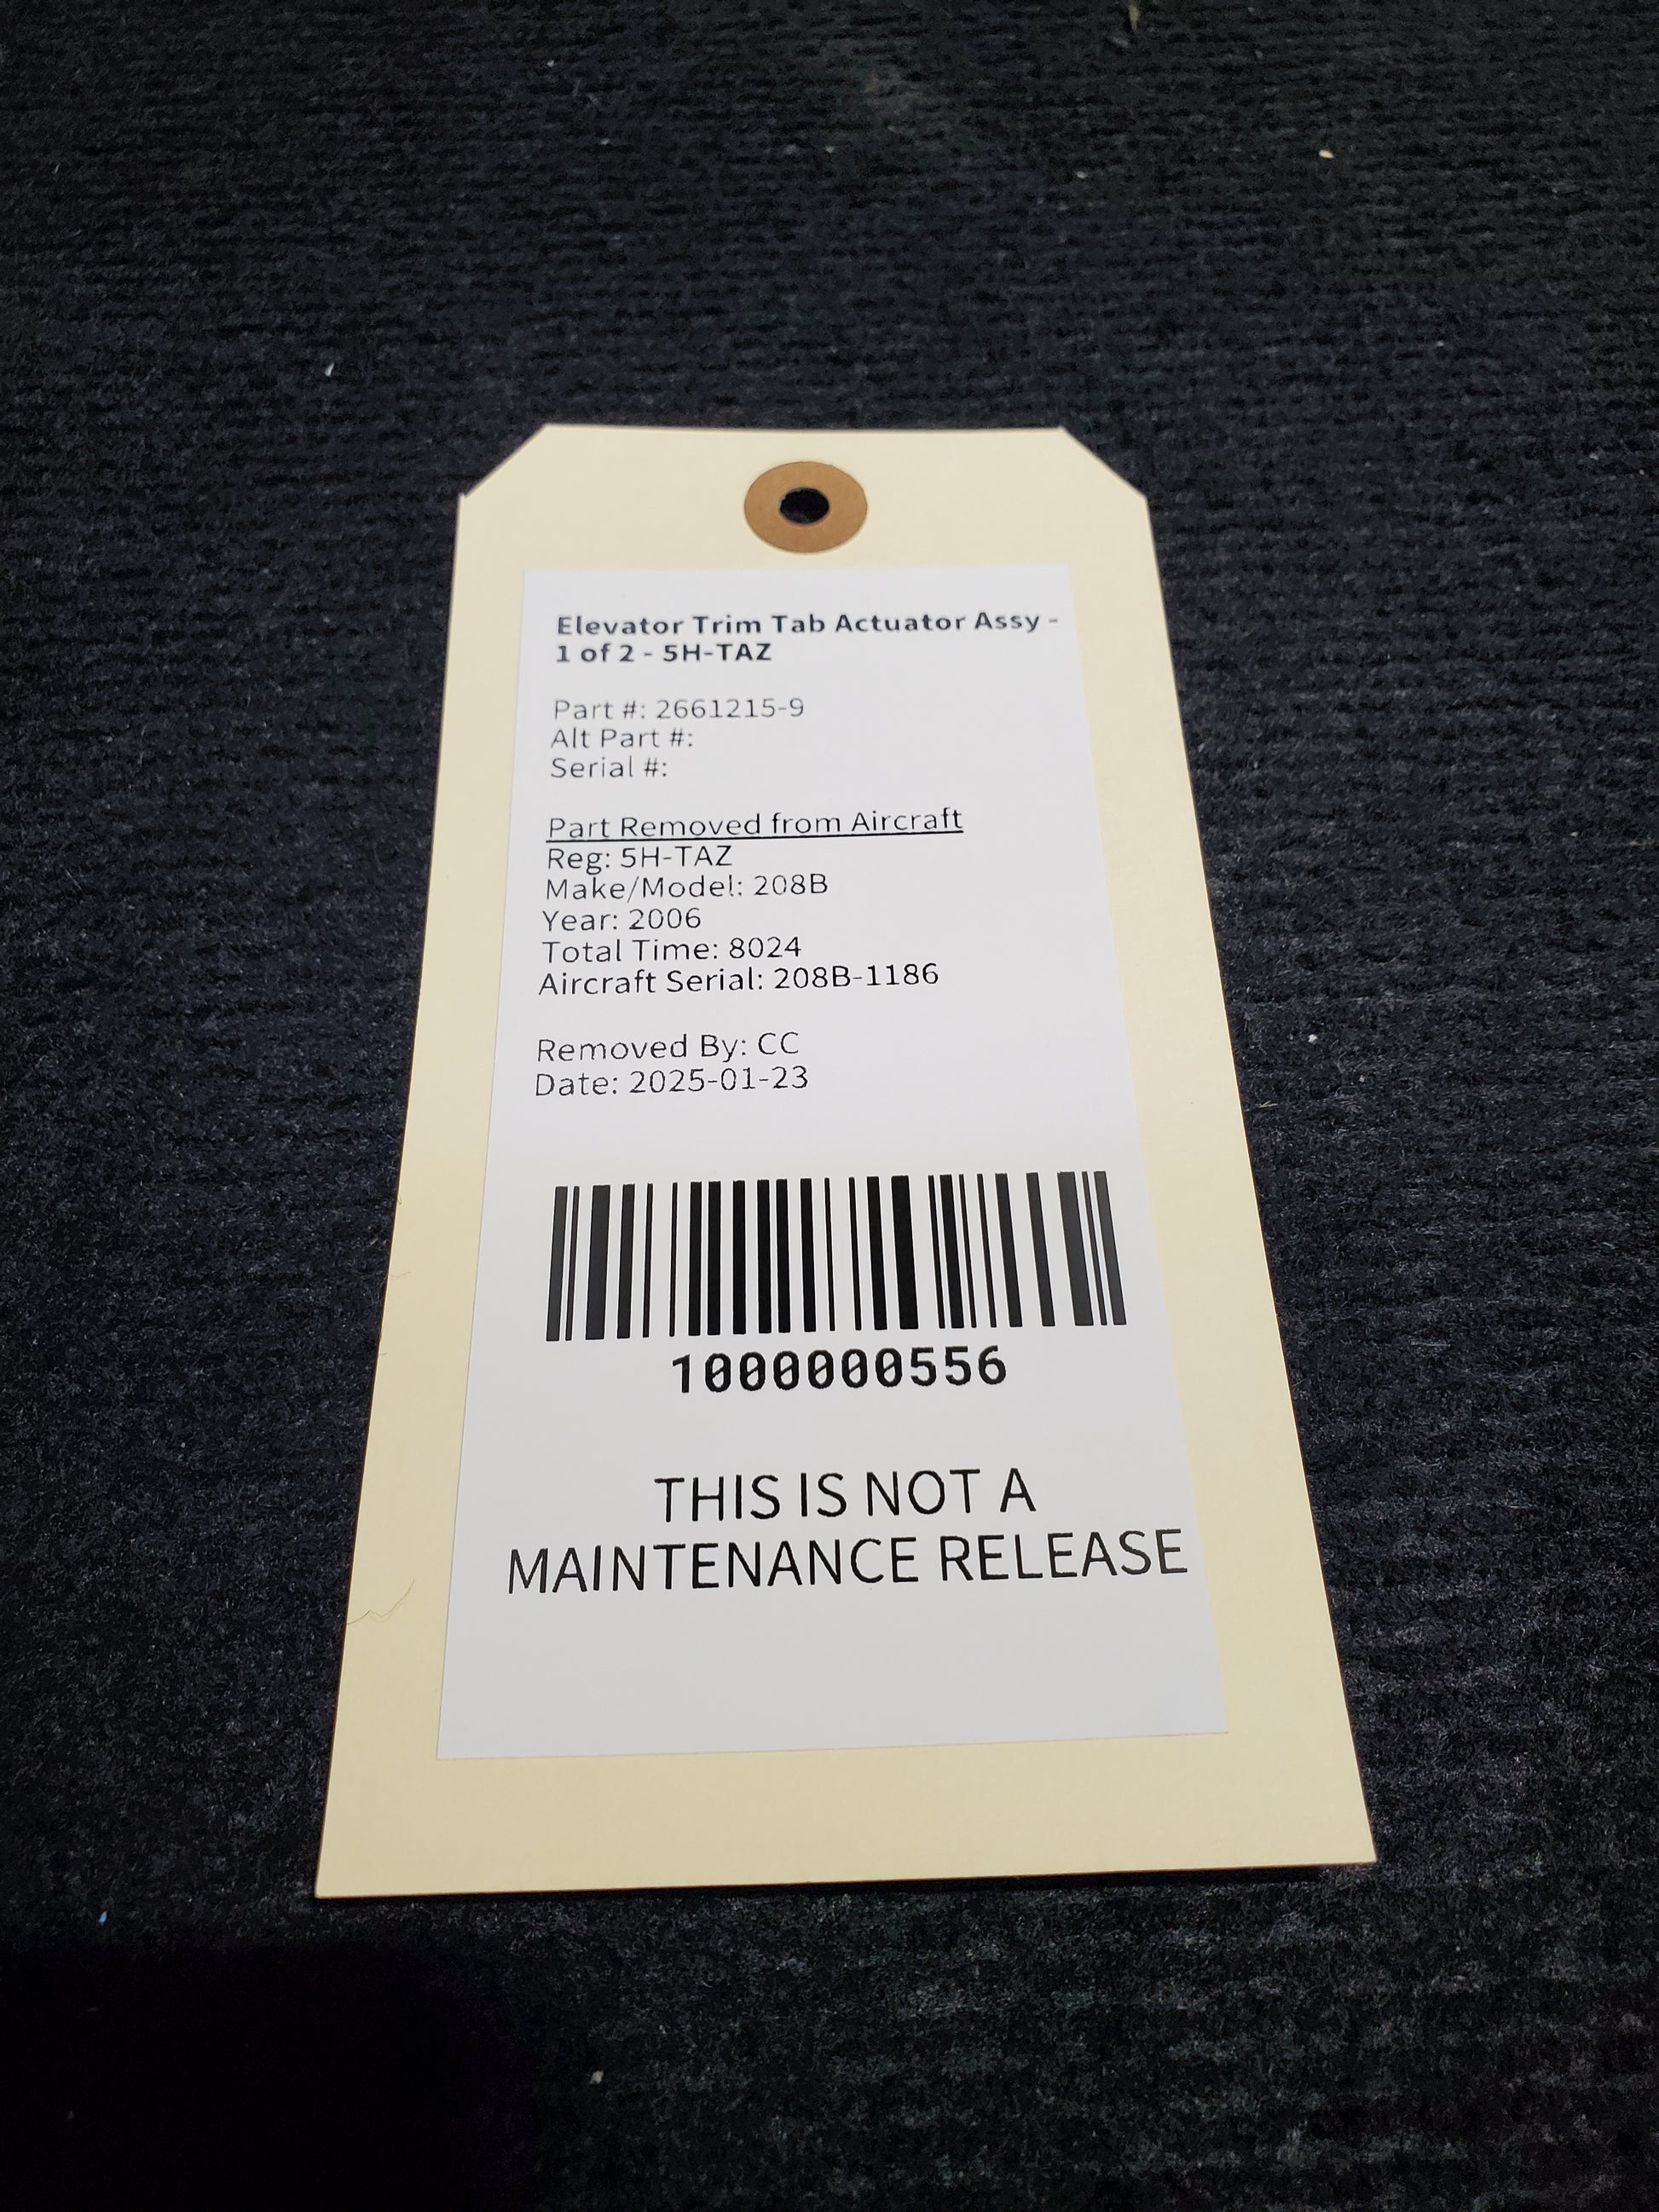 Elevator Trim Tab Actuator Assy -
1 of 2 - 5H-TAZ
Part #: 2661215-9
Alt Part #:
Serial #:
Part Removed from Aircraft
Reg: 5H-TAZ
Make/Model: 208B
Year: 2006
Total Time: 8024
Aircraft Serial: 208B-1186
Removed By: CC
Date: 2025-01-23
1000000556
THIS IS NOT A
MAINTENANCE RELEASE